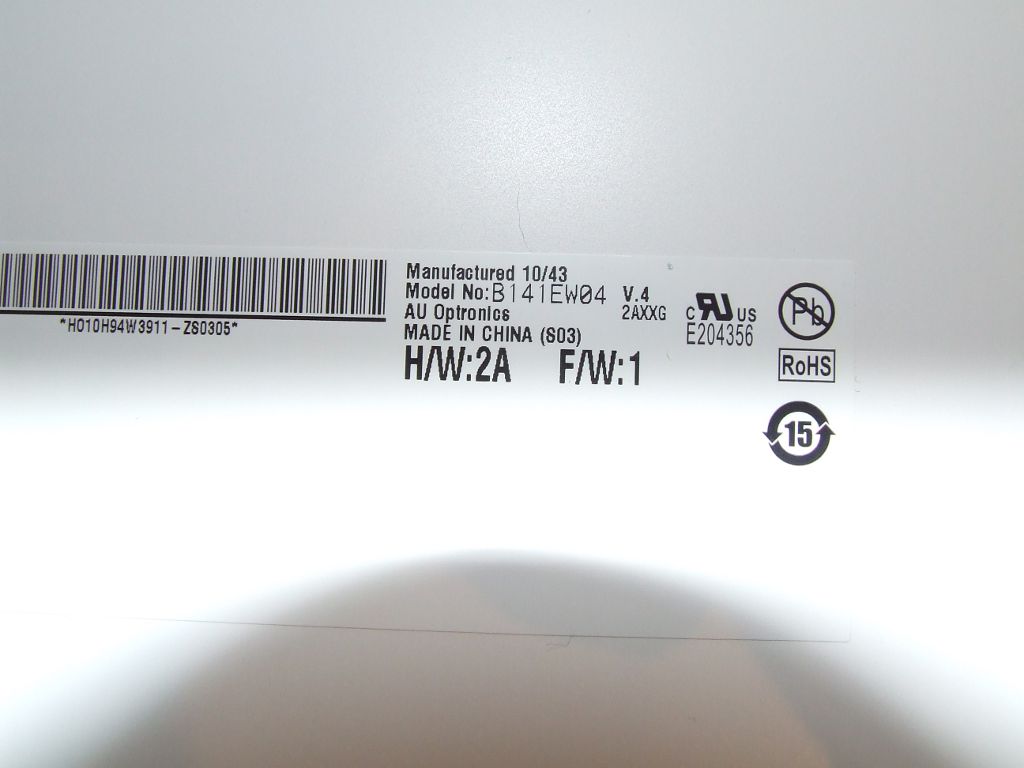 *H010H94W3911-ZS0305*
Manufactured 10/43
Model No:B141EW04 V.4
AU Optronics 2AXXG
MADE IN CHINA (S03)
H/W:2A F/W:1
c RU US
E204356
Pb
RoHS
15